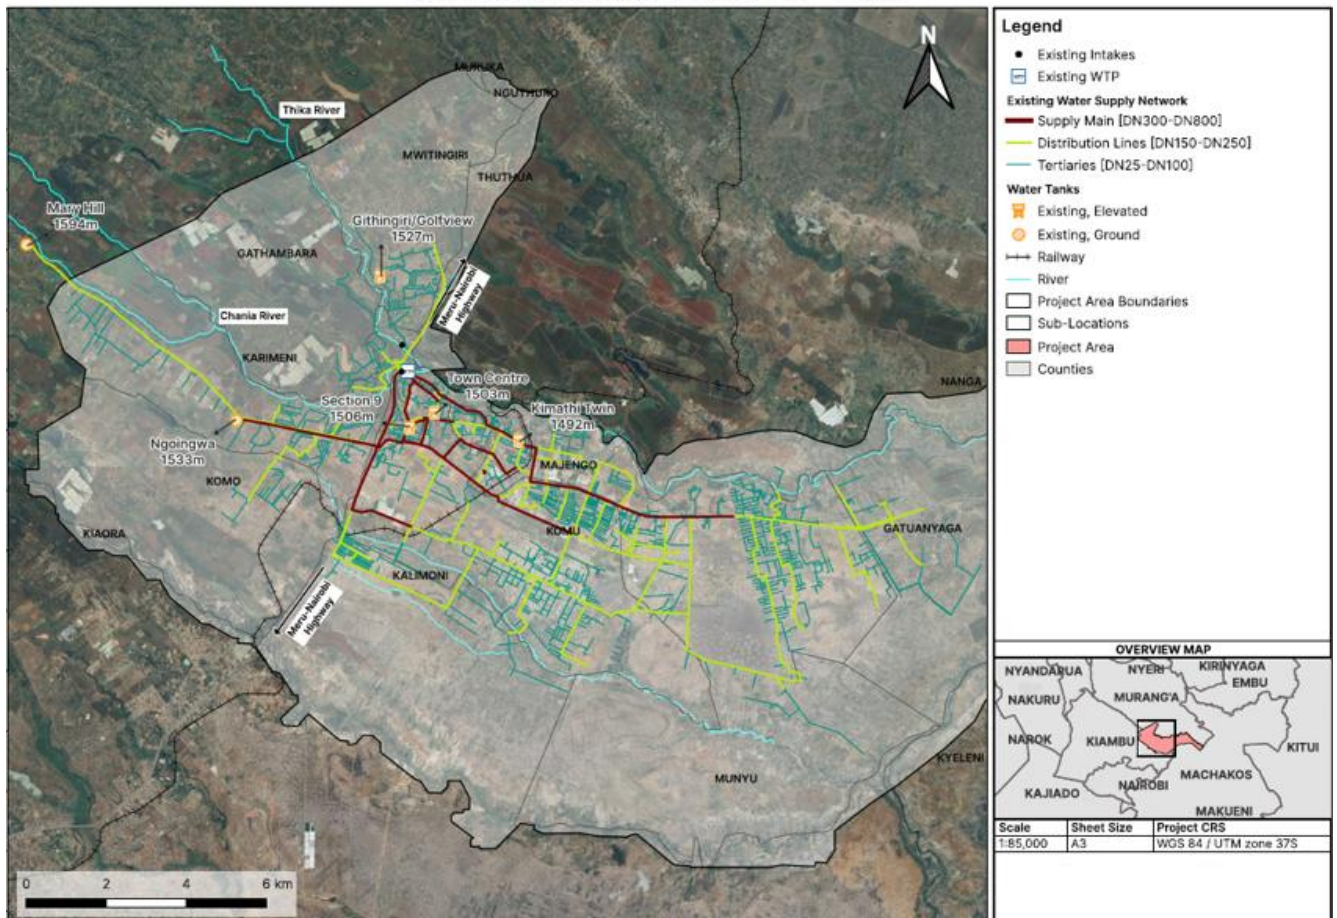 MURUKA
NGUTHURO
N
Thika River
MWITINGIRI
THUTHUA
Mary Hill
1594m
Githingiri/Golfview
1527m
GATHAMBARA
Meru-Nairobi
Highway
Chania River
KARIMENI
NANGA
Town Centre
1503m
Section 9
1506m
Kimathi Twin
1492m
Ngoingwa
1533m
MAJENGO
KOMO
KIAORA
KOMU
GATUANYAGA
KALIMONI
Meru-Nairobi
Highway
KYELENI
MUNYU
0 2 4 6 km
Legend
Existing Intakes
Existing WTP
Existing Water Supply Network
Supply Main [DN300-DN800]
Distribution Lines [DN150-DN250]
Tertiaries [DN25-DN100]
Water Tanks
Existing, Elevated
Existing, Ground
Railway
River
Project Area Boundaries
Sub-Locations
Project Area
Counties
OVERVIEW MAP
NYANDARUA
NYERI
KIRINYAGA
EMBU
NAKURU
MURANG'A
NAROK
KIAMBU
KITUI
MACHAKOS
NAIROBI
KAJIADO
MAKUENI
Scale Sheet Size Project CRS
1:85,000 A3 WGS 84 / UTM zone 37S